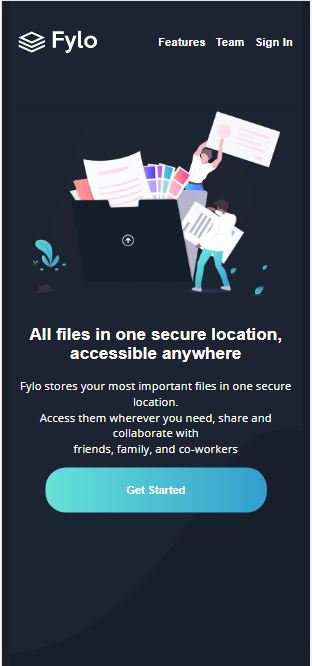 Fylo
Features Team Sign In
All files in one secure location,
accessible anywhere
Fylo stores your most important files in one secure
location.
Access them wherever you need, share and
collaborate with
friends, family, and co-workers
Get Started